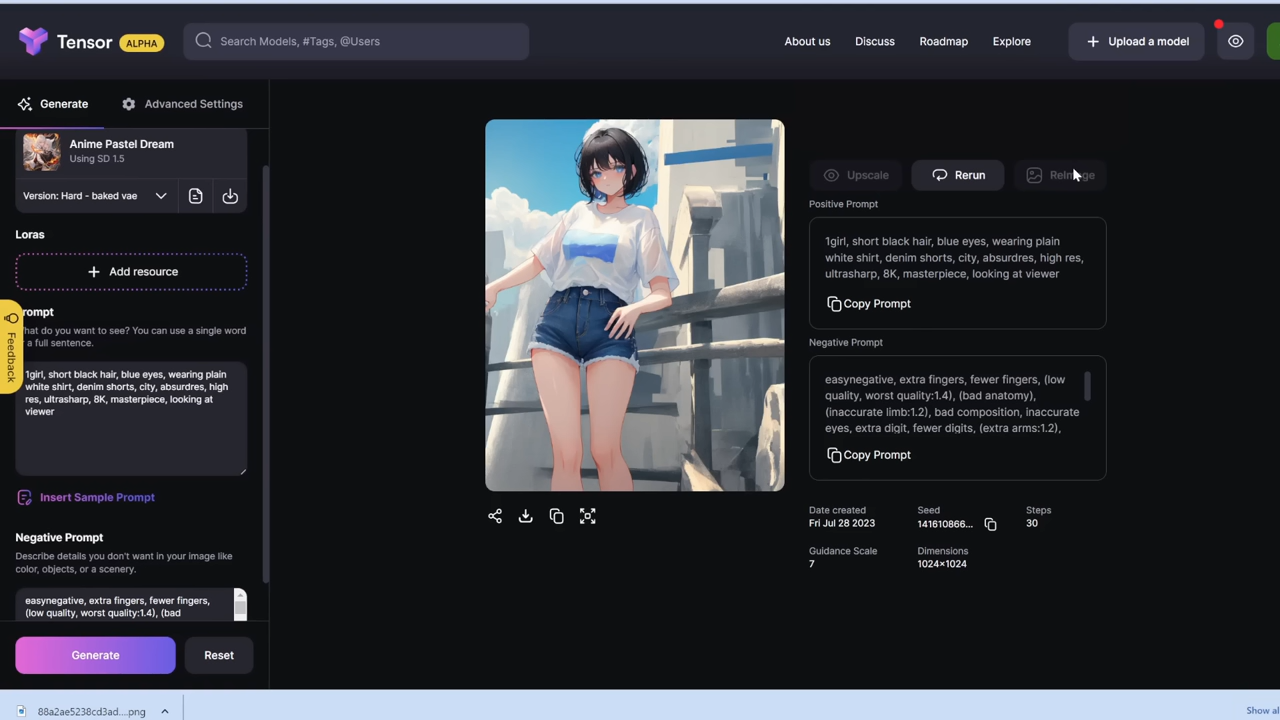 Tensor ALPHA
Search Models, #Tags, @Users
About us
Discuss
Roadmap
Explore
Upload a model
Generate
Advanced Settings
Anime Pastel Dream
Using SD 1.5
Version: Hard - baked vae
Loras
Add resource
rompt
hat do you want to see? You can use a single word
r a full sentence.
1girl, short black hair, blue eyes, wearing plain
white shirt, denim shorts, city, absurdres, high
res, ultrasharp, 8K, masterpiece, looking at
viewer
Insert Sample Prompt
Negative Prompt
Describe details you don't want in your image like
color, objects, or a scenery.
easynegative, extra fingers, fewer fingers,
(low quality, worst quality:1.4), (bad
Generate
Reset
Feedback
Upscale
Rerun
ReImage
Positive Prompt
1girl, short black hair, blue eyes, wearing plain
white shirt, denim shorts, city, absurdres, high res,
ultrasharp, 8K, masterpiece, looking at viewer
Copy Prompt
Negative Prompt
easynegative, extra fingers, fewer fingers, (low
quality, worst quality:1.4), (bad anatomy),
(inaccurate limb:1.2), bad composition, inaccurate
eyes, extra digit, fewer digits, (extra arms:1.2),
Copy Prompt
Date created
Fri Jul 28 2023
Seed
141610866...
Steps
30
Guidance Scale
7
Dimensions
1024×1024
88a2ae5238cd3ad....png
Show al